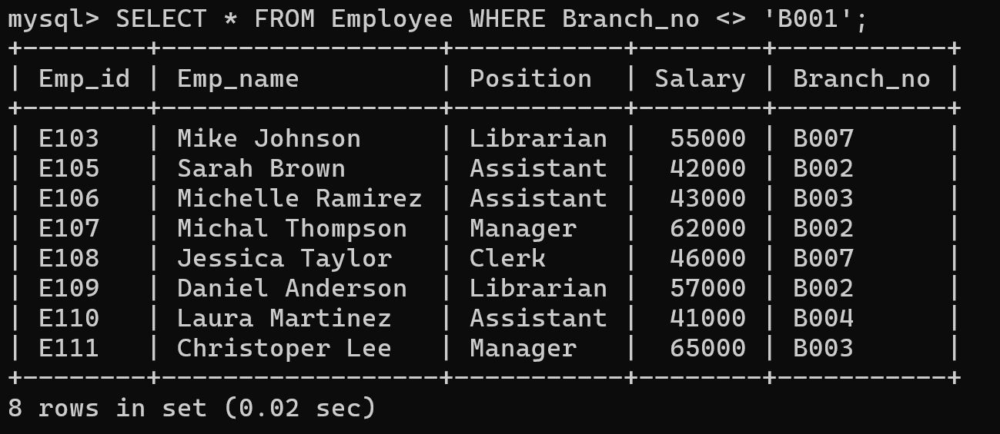 mysql> SELECT * FROM Employee WHERE Branch_no <> 'B001';
+--------+------------------+-----------+--------+-----------+
| Emp_id | Emp_name         | Position  | Salary | Branch_no |
+--------+------------------+-----------+--------+-----------+
| E103   | Mike Johnson     | Librarian |  55000 | B007      |
| E105   | Sarah Brown      | Assistant |  42000 | B002      |
| E106   | Michelle Ramirez | Assistant |  43000 | B003      |
| E107   | Michal Thompson  | Manager   |  62000 | B002      |
| E108   | Jessica Taylor   | Clerk     |  46000 | B007      |
| E109   | Daniel Anderson  | Librarian |  57000 | B002      |
| E110   | Laura Martinez   | Assistant |  41000 | B004      |
| E111   | Christoper Lee   | Manager   |  65000 | B003      |
+--------+------------------+-----------+--------+-----------+
8 rows in set (0.02 sec)